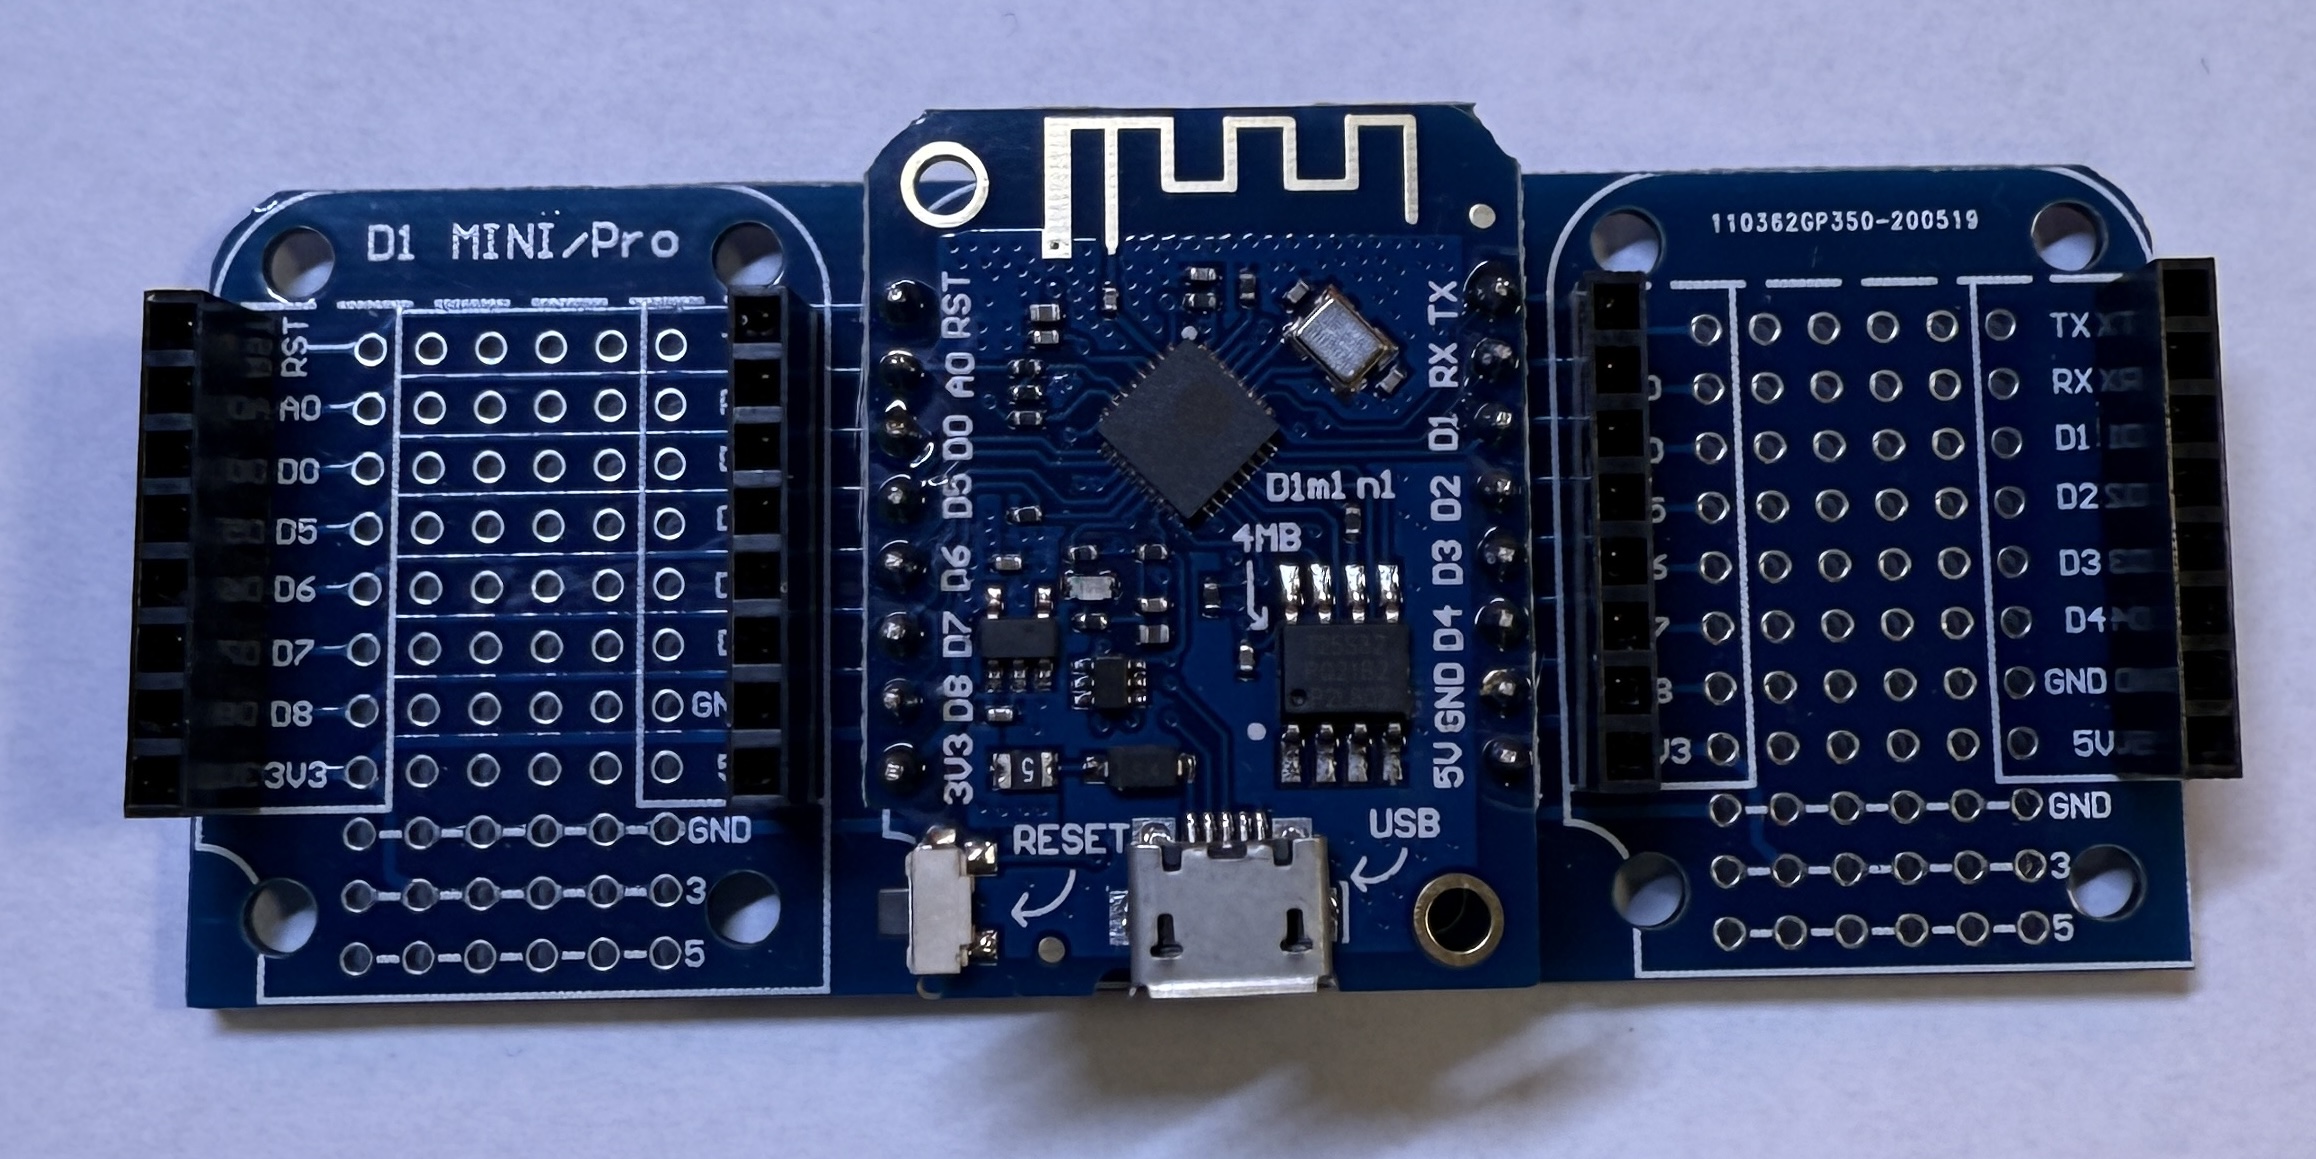 D1 MINI/Pro
110362GP350-200519
RST
A0
D0
D5
D6
D7
D8
3V3
GND
3
5
RST
A0
D0
D5
D6
D7
D8
3V3
TX
RX
D1
D2
D3
D4
GND
5V
D1mini
4MB
RESET
USB
5
TX
RX
D1
D2
D3
D4
GND
5V
GND
3
5